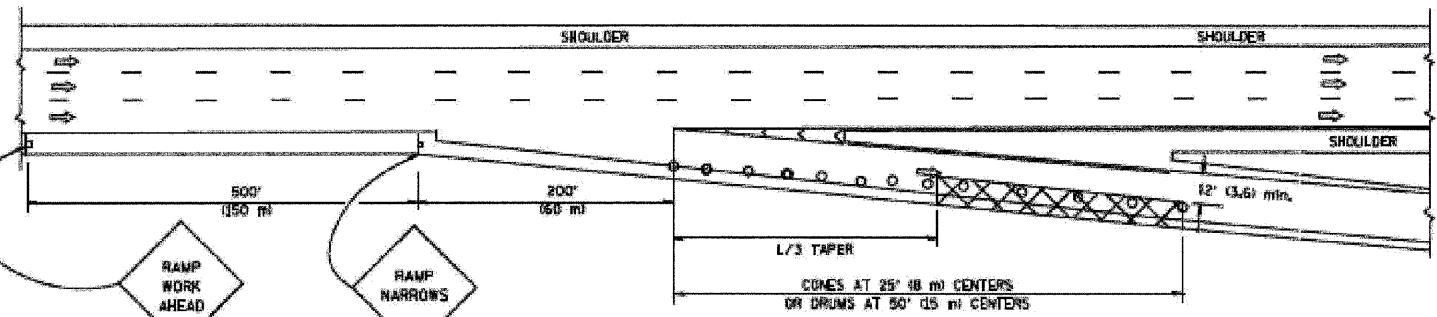 SHOULDER
SHOULDER
SHOULDER
500'
(150 m)
200'
(60 m)
12' (3.6) min.
L/3 TAPER
RAMP
WORK
AHEAD
RAMP
NARROWS
CONES AT 25' (8 m) CENTERS
OR DRUMS AT 50' (15 m) CENTERS